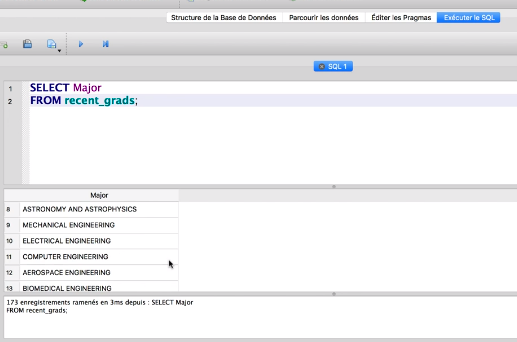 Structure de la Base de Données Parcourir les données Éditer les Pragmas Exécuter le SQL
SQL 1
1 SELECT Major
2 FROM recent_grads;
Major
8 ASTRONOMY AND ASTROPHYSICS
9 MECHANICAL ENGINEERING
10 ELECTRICAL ENGINEERING
11 COMPUTER ENGINEERING
12 AEROSPACE ENGINEERING
13 BIOMEDICAL ENGINEERING
173 enregistrements ramenés en 3ms depuis : SELECT Major
FROM recent_grads;